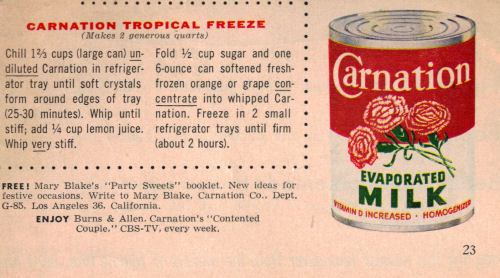 CARNATION TROPICAL FREEZE
(Makes 2 generous quarts)
Chill 1⅔ cups (large can) un-
diluted Carnation in refriger-
ator tray until soft crystals
form around edges of tray
(25-30 minutes). Whip until
stiff; add ¼ cup lemon juice.
Whip very stiff.
Fold ½ cup sugar and one
6-ounce can softened fresh-
frozen orange or grape con-
centrate into whipped Car-
nation. Freeze in 2 small
refrigerator trays until firm
(about 2 hours).
FREE! Mary Blake's "Party Sweets" booklet. New ideas for
festive occasions. Write to Mary Blake, Carnation Co., Dept.
G-85, Los Angeles 36, California.
ENJOY Burns & Allen, Carnation's "Contented
Couple," CBS-TV, every week.
Carnation
EVAPORATED
MILK
VITAMIN D INCREASED · HOMOGENIZED
23